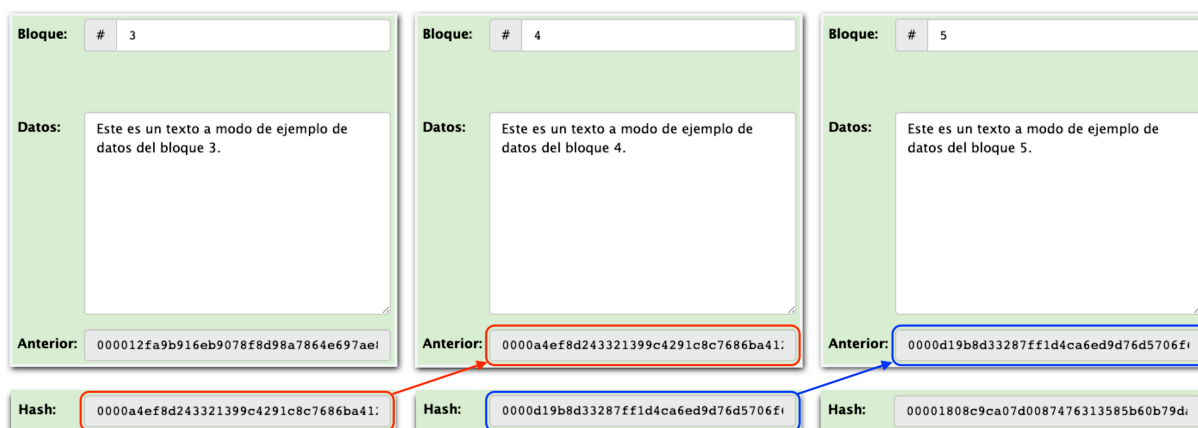 Bloque: # 3
Datos: Este es un texto a modo de ejemplo de
datos del bloque 3.
Anterior: 000012fa9b916eb9078f8d98a7864e697ae
Hash: 0000a4ef8d243321399c4291c8c7686ba41
Bloque: # 4
Datos: Este es un texto a modo de ejemplo de
datos del bloque 4.
Anterior: 0000a4ef8d243321399c4291c8c7686ba41
Hash: 0000d19b8d33287ff1d4ca6ed9d76d5706f
Bloque: # 5
Datos: Este es un texto a modo de ejemplo de
datos del bloque 5.
Anterior: 0000d19b8d33287ff1d4ca6ed9d76d5706f
Hash: 00001808c9ca07d0087476313585b60b79d